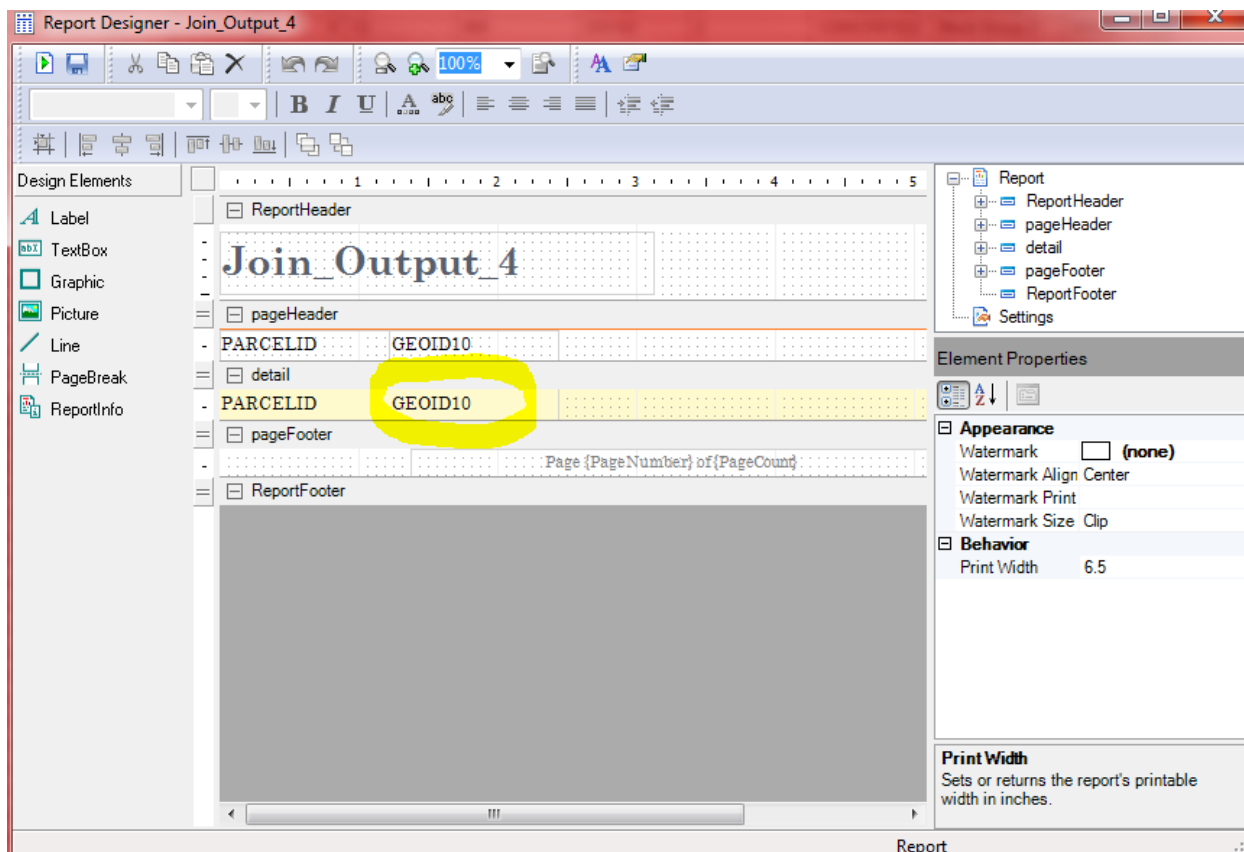 Report Designer - Join_Output_4
100%
B I U A abc
Design Elements
1 2 3 4 5
A Label
abI TextBox
Graphic
Picture
Line
PageBreak
ReportInfo
ReportHeader
Join_Output_4
pageHeader
PARCELID GEOID10
detail
PARCELID GEOID10
pageFooter
Page {PageNumber} of {PageCount}
ReportFooter
Report
ReportHeader
pageHeader
detail
pageFooter
ReportFooter
Settings
Element Properties
Appearance
Watermark (none)
Watermark Align Center
Watermark Print
Watermark Size Clip
Behavior
Print Width 6.5
Print Width
Sets or returns the report's printable
width in inches.
Report